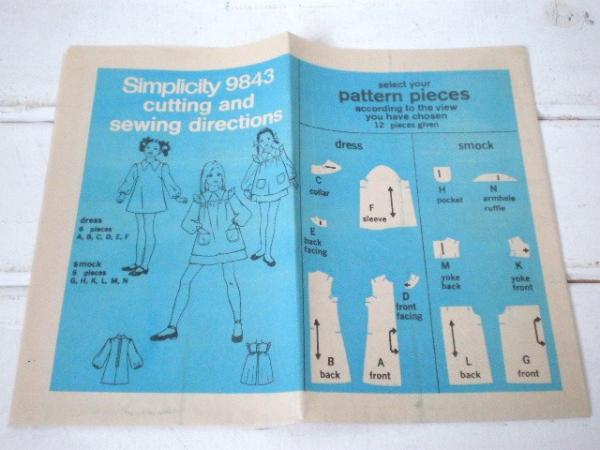 Simplicity 9843
cutting and
sewing directions
dress
6 pieces
A, B, C, D, E, F
smock
6 pieces
G, H, K, L, M, N
select your
pattern pieces
according to the view
you have chosen
12 pieces given
dress
C
collar
F
sleeve
E
back
facing
D
front
facing
B
back
A
front
smock
H
pocket
N
armhole
ruffle
M
yoke
back
K
yoke
front
L
back
G
front